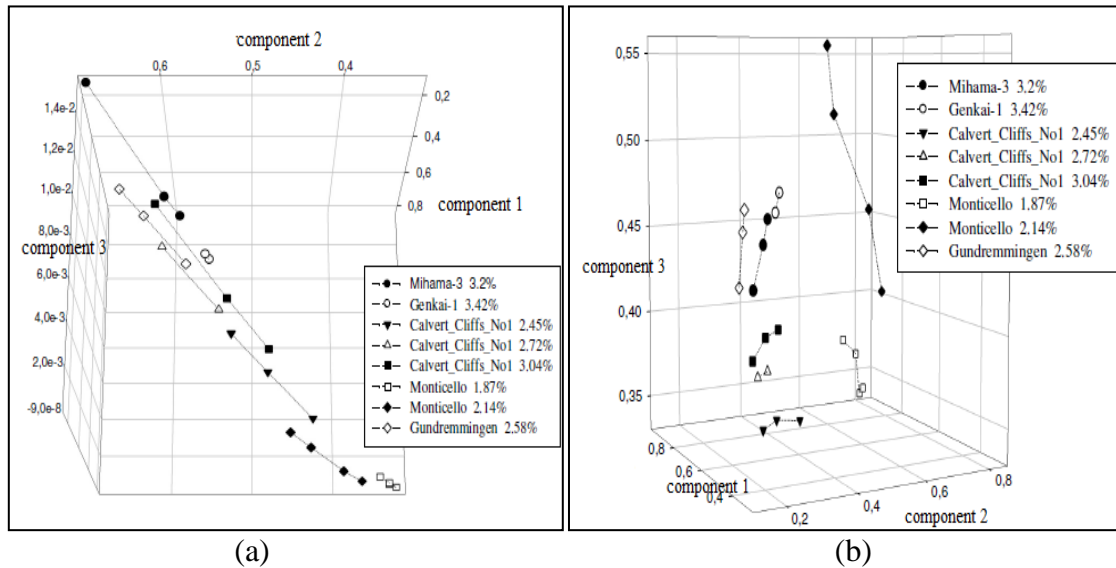 component 2
0,6 0,5 0,4
0,2
0,4
0,6
0,8
component 1
1,4e-2
1,2e-2
1,0e-2
8,0e-3
component 3
6,0e-3
4,0e-3
2,0e-3
-9,0e-8
Mihama-3 3.2%
Genkai-1 3.42%
Calvert_Cliffs_No1 2.45%
Calvert_Cliffs_No1 2.72%
Calvert_Cliffs_No1 3.04%
Monticello 1.87%
Monticello 2.14%
Gundremmingen 2.58%
(a)
0,55
0,50
0,45
component 3
0,40
0,35
Mihama-3 3.2%
Genkai-1 3.42%
Calvert_Cliffs_No1 2.45%
Calvert_Cliffs_No1 2.72%
Calvert_Cliffs_No1 3.04%
Monticello 1.87%
Monticello 2.14%
Gundremmingen 2.58%
0,8
0,6
component 1
0,4
0,2 0,4 0,6 0,8
component 2
(b)